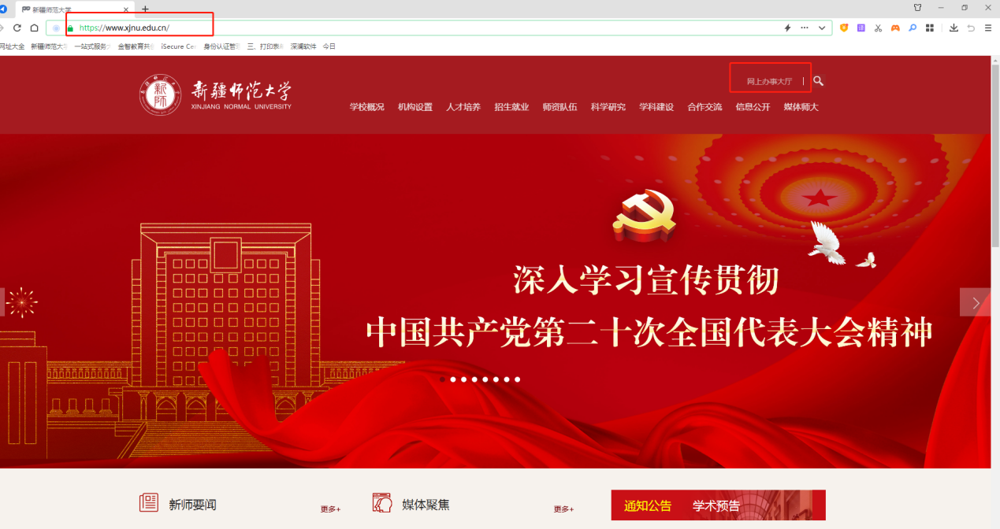 新疆师范大学
https://www.xjnu.edu.cn/
网址大全 新疆师范大 一站式服务 金智教育共 iSecure Cer 身份认证管 三、打印表 深澜软件 今日
新疆师范大学
XINJIANG NORMAL UNIVERSITY
新师
网上办事大厅
学校概况 机构设置 人才培养 招生就业 师资队伍 科学研究 学科建设 合作交流 信息公开 媒体师大
深入学习宣传贯彻
中国共产党第二十次全国代表大会精神
新师要闻 更多+ 媒体聚焦 更多+ 通知公告 学术预告